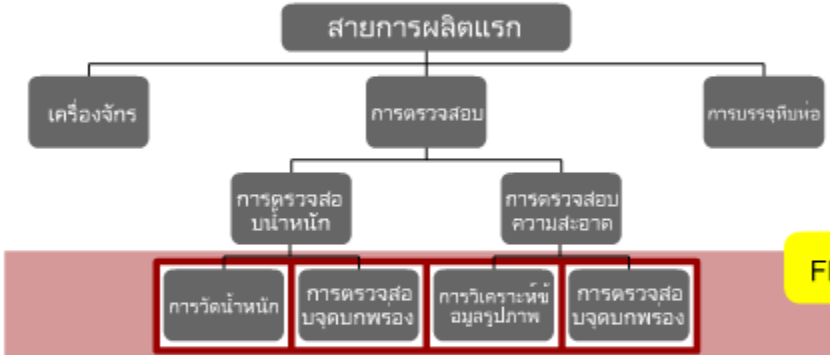 สายการผลิตแรก
เครื่องจักร
การตรวจสอบ
การบรรจุหีบห่อ
การตรวจสอ
บน้ำหนัก
การตรวจสอบ
ความสะอาด
การวัดน้ำหนัก
การตรวจสอ
บจุดบกพร่อง
การวิเคราะห์ข้
อมูลรูปภาพ
การตรวจสอ
บจุดบกพร่อง